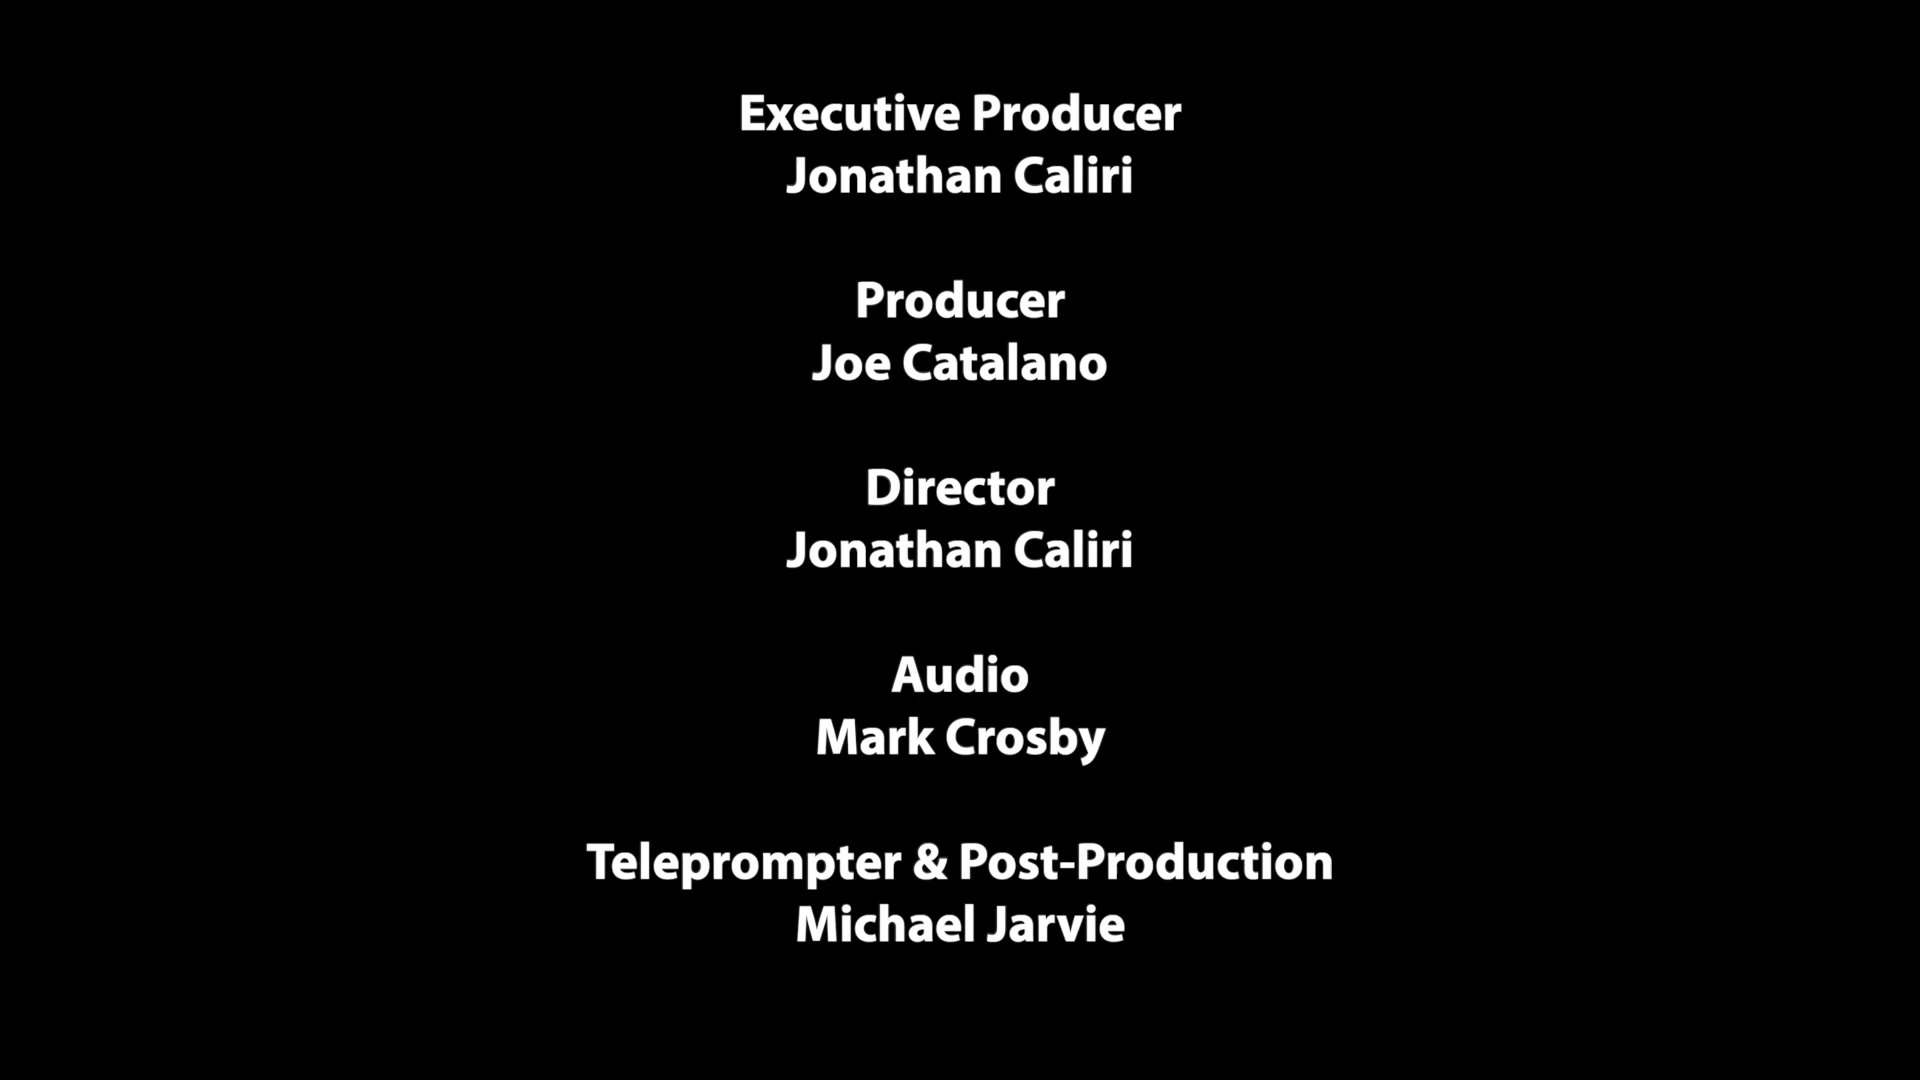 Executive Producer
Jonathan Caliri
Producer
Joe Catalano
Director
Jonathan Caliri
Audio
Mark Crosby
Teleprompter & Post-Production
Michael Jarvie